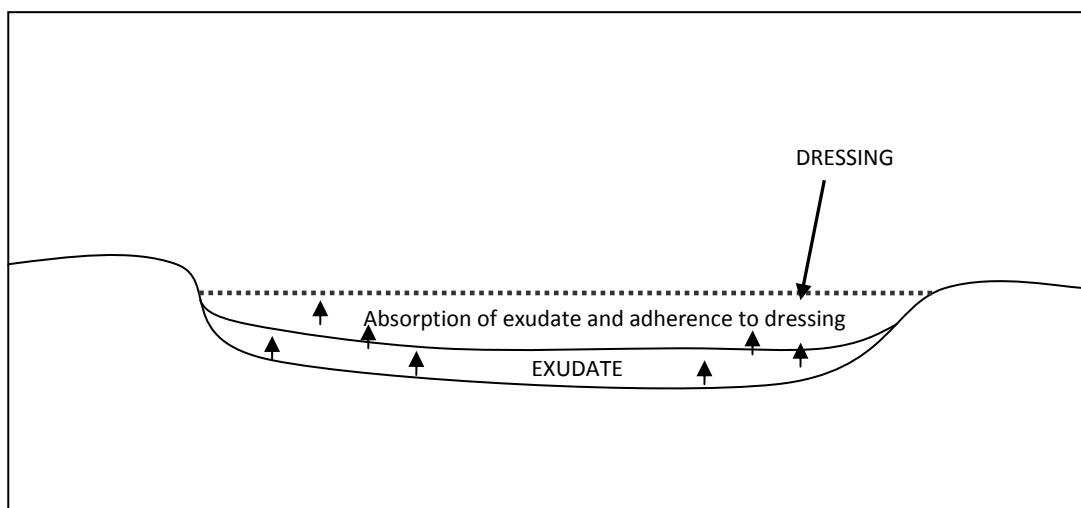 DRESSING
Absorption of exudate and adherence to dressing
EXUDATE